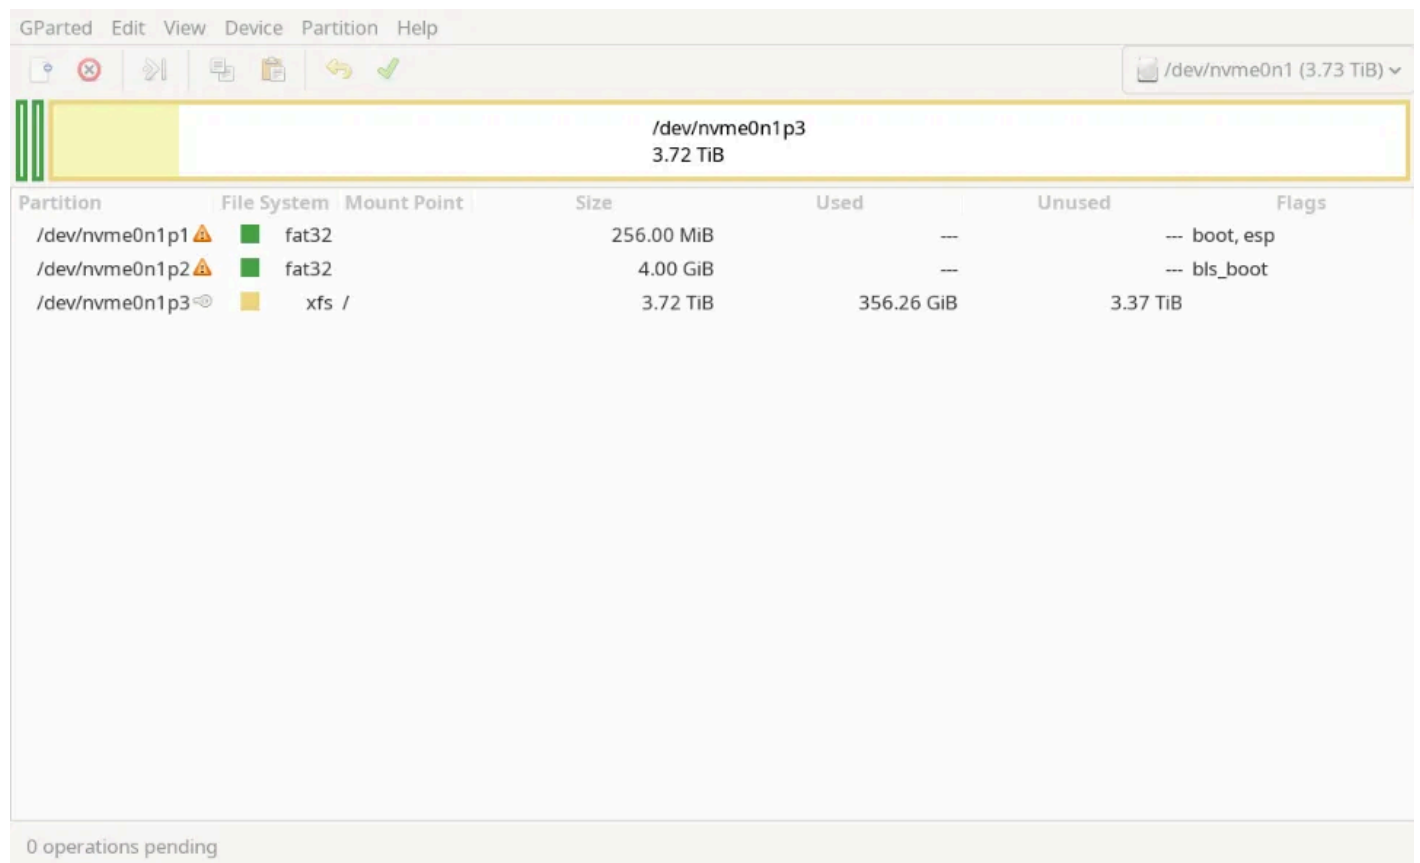 GParted Edit View Device Partition Help
/dev/nvme0n1 (3.73 TiB)
/dev/nvme0n1p3
3.72 TiB
Partition File System Mount Point Size Used Unused Flags
/dev/nvme0n1p1 fat32 256.00 MiB --- --- boot, esp
/dev/nvme0n1p2 fat32 4.00 GiB --- --- bls_boot
/dev/nvme0n1p3 xfs / 3.72 TiB 356.26 GiB 3.37 TiB
0 operations pending